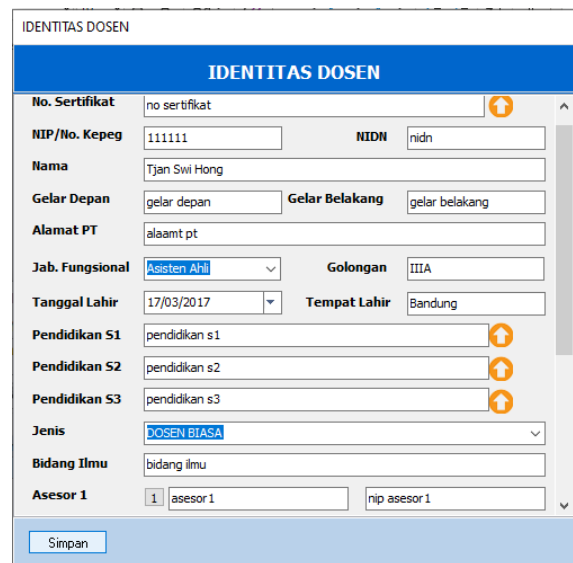 IDENTITAS DOSEN
IDENTITAS DOSEN
No. Sertifikat no sertifikat
NIP/No. Kepeg 111111 NIDN nidn
Nama Tjan Swi Hong
Gelar Depan gelar depan Gelar Belakang gelar belakang
Alamat PT alaamt pt
Jab. Fungsional Asisten Ahli Golongan IIIA
Tanggal Lahir 17/03/2017 Tempat Lahir Bandung
Pendidikan S1 pendidikan s1
Pendidikan S2 pendidikan s2
Pendidikan S3 pendidikan s3
Jenis DOSEN BIASA
Bidang Ilmu bidang ilmu
Asesor 1 1 asesor1 nip asesor1
Simpan